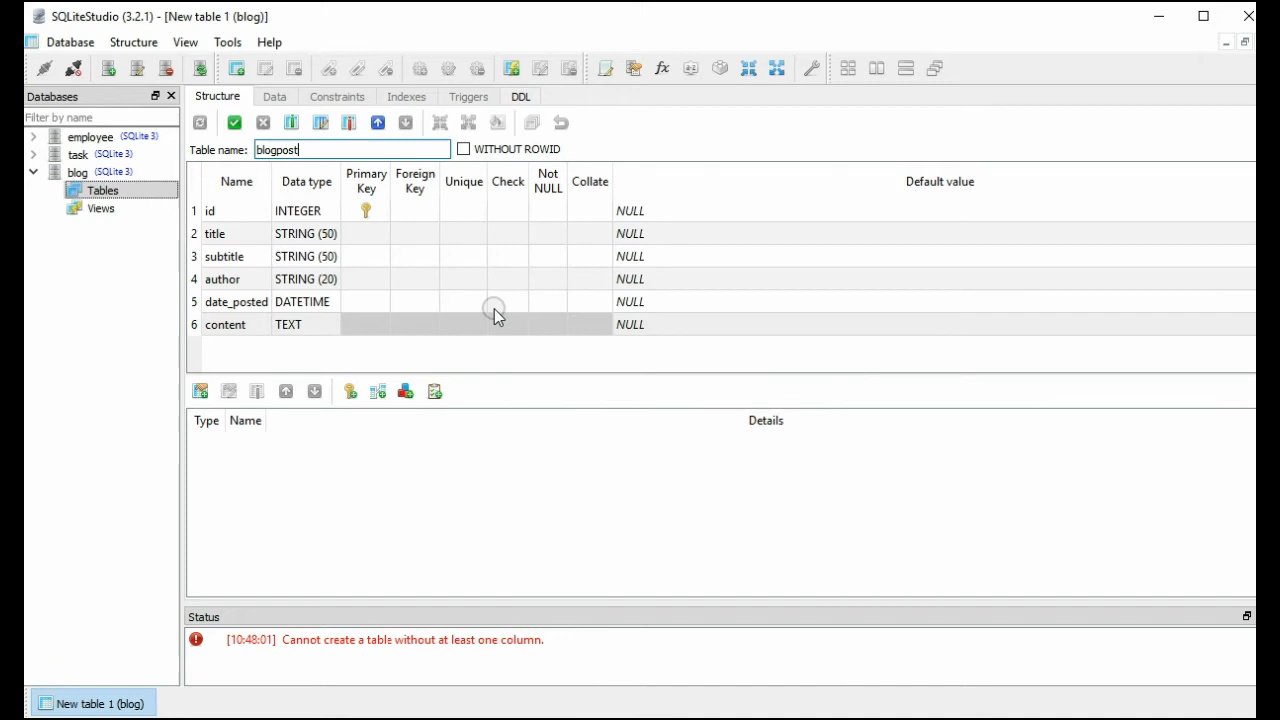 SQLiteStudio (3.2.1) - [New table 1 (blog)]
Database Structure View Tools Help
Databases
Filter by name
employee (SQLite 3)
task (SQLite 3)
blog (SQLite 3)
Tables
Views
Structure Data Constraints Indexes Triggers DDL
Table name: blogpost WITHOUT ROWID
Name Data type Primary Key Foreign Key Unique Check Not NULL Collate Default value
1 id INTEGER NULL
2 title STRING (50) NULL
3 subtitle STRING (50) NULL
4 author STRING (20) NULL
5 date_posted DATETIME NULL
6 content TEXT NULL
Type Name Details
Status
[10:48:01] Cannot create a table without at least one column.
New table 1 (blog)